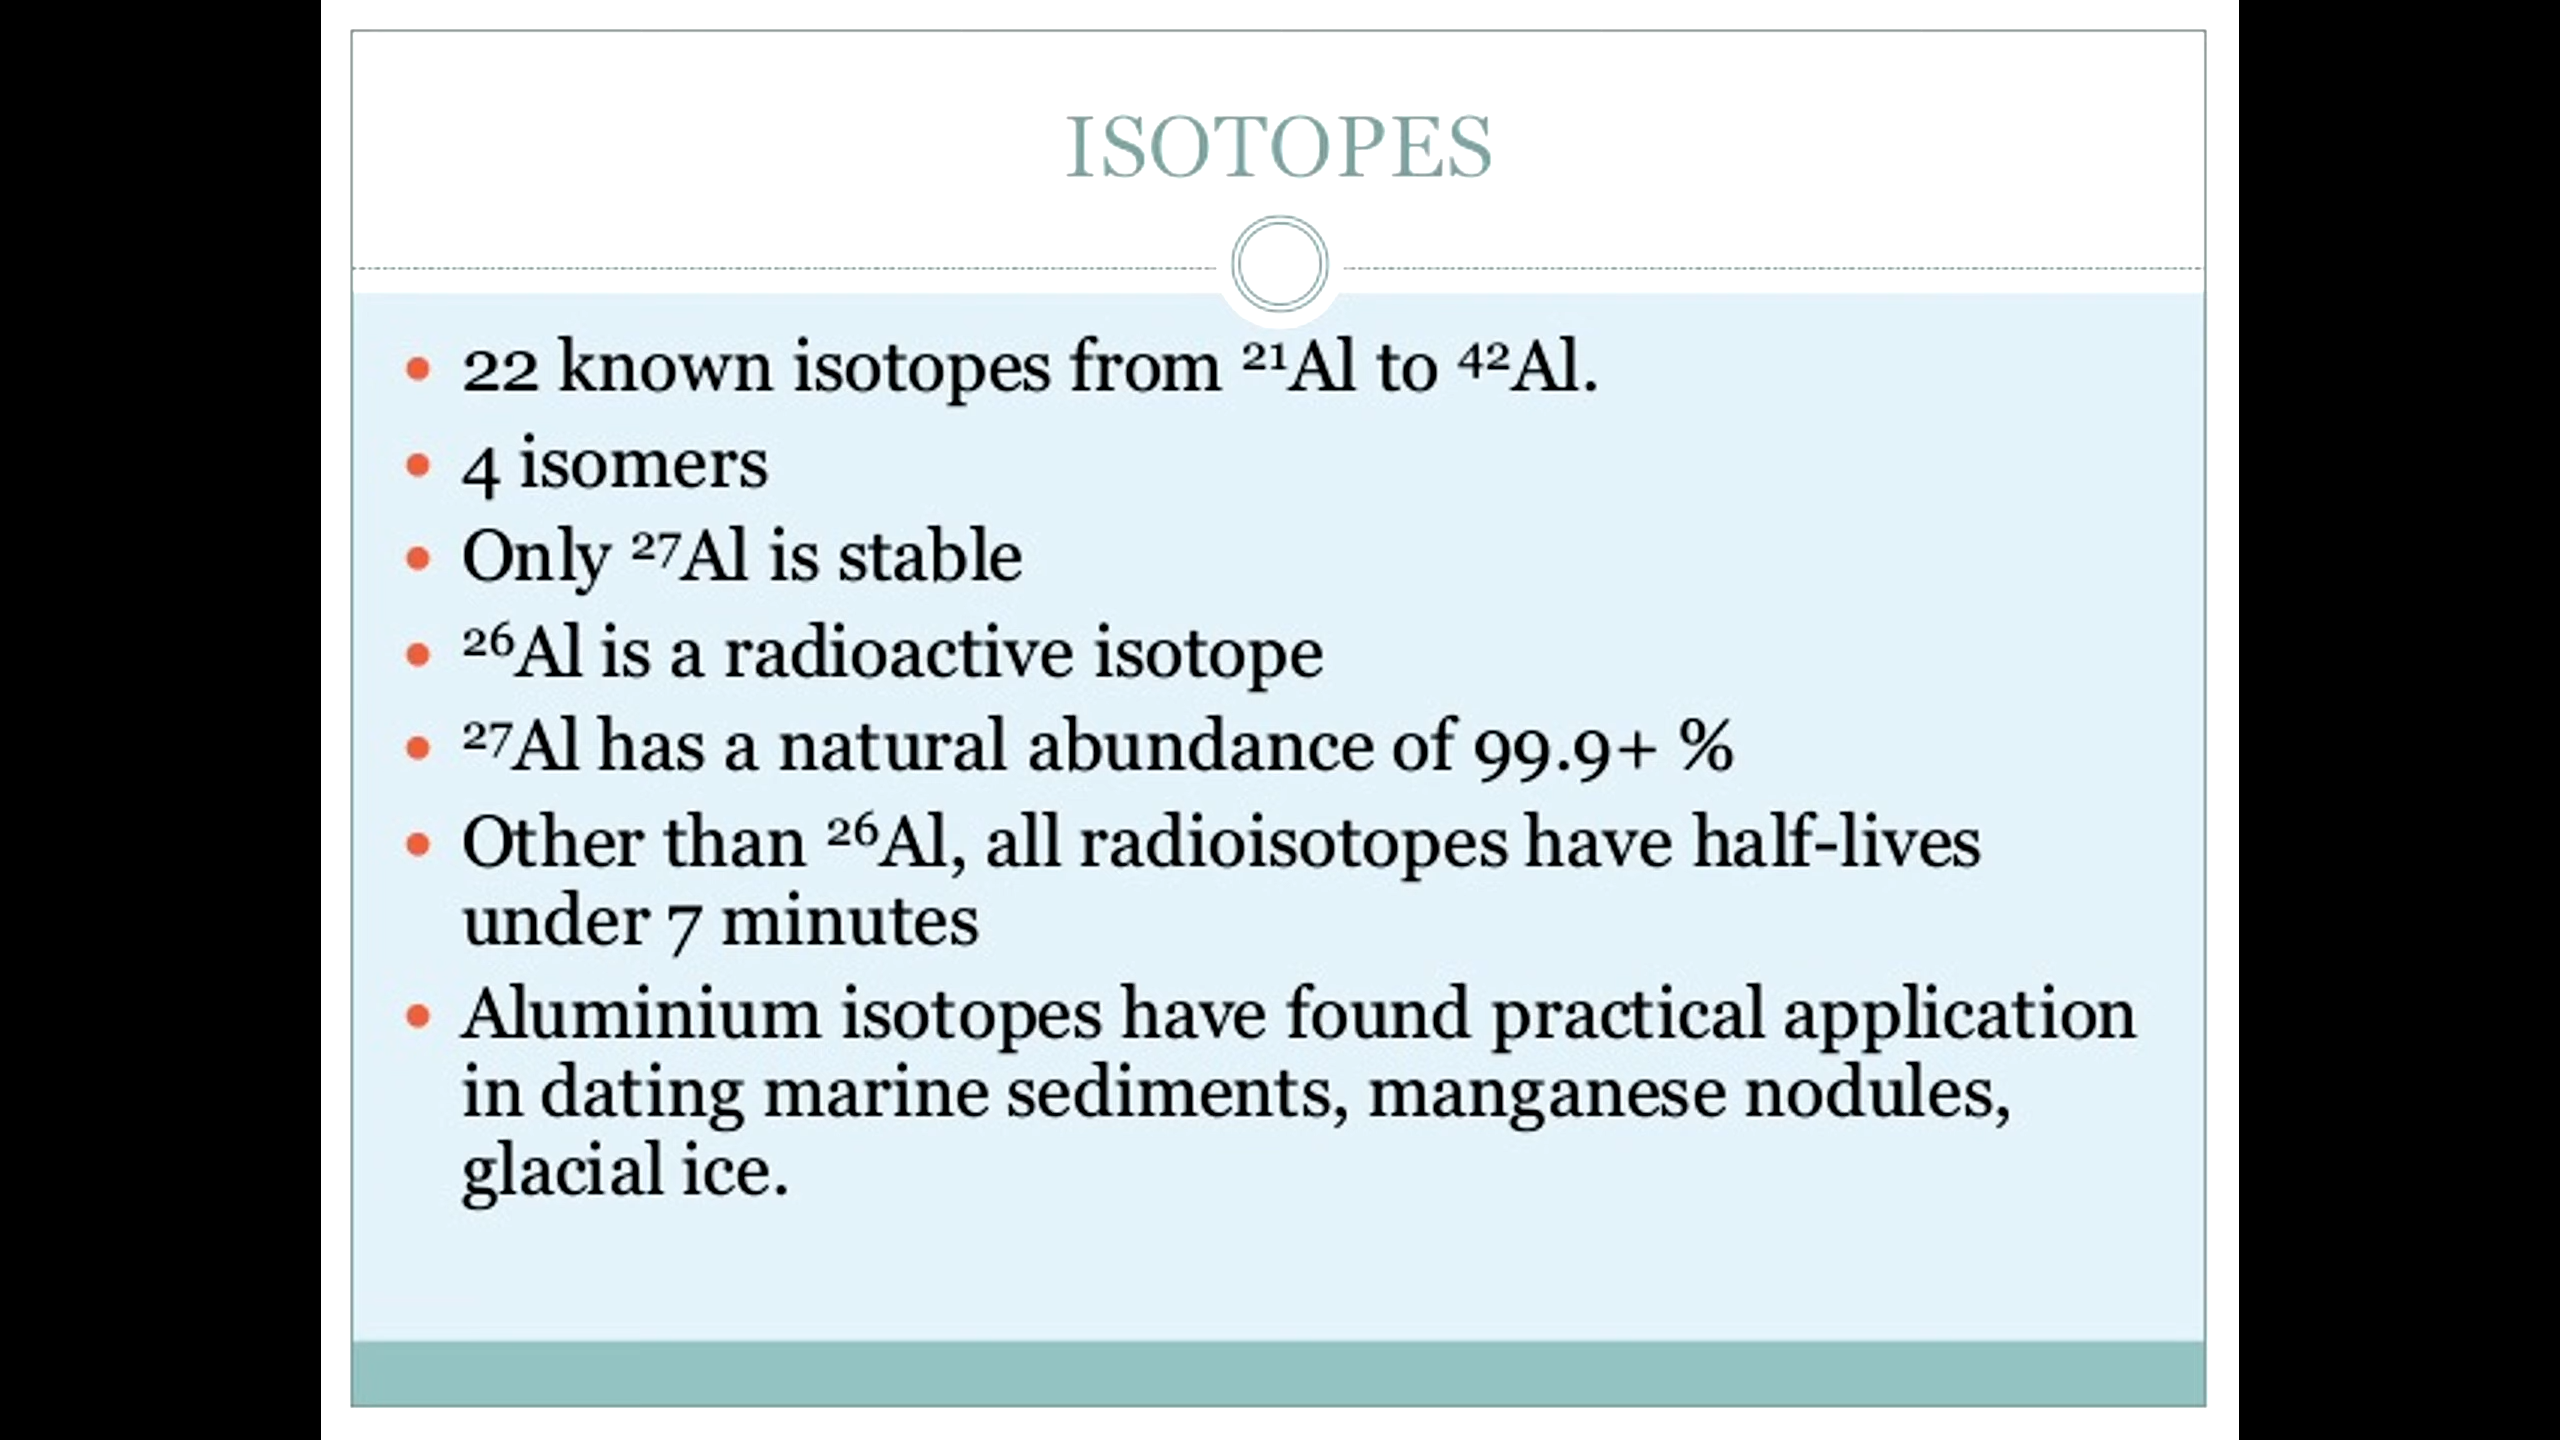 ISOTOPES
• 22 known isotopes from ²¹Al to ⁴²Al.
• 4 isomers
• Only ²⁷Al is stable
• ²⁶Al is a radioactive isotope
• ²⁷Al has a natural abundance of 99.9+ %
• Other than ²⁶Al, all radioisotopes have half-lives
under 7 minutes
• Aluminium isotopes have found practical application
in dating marine sediments, manganese nodules,
glacial ice.